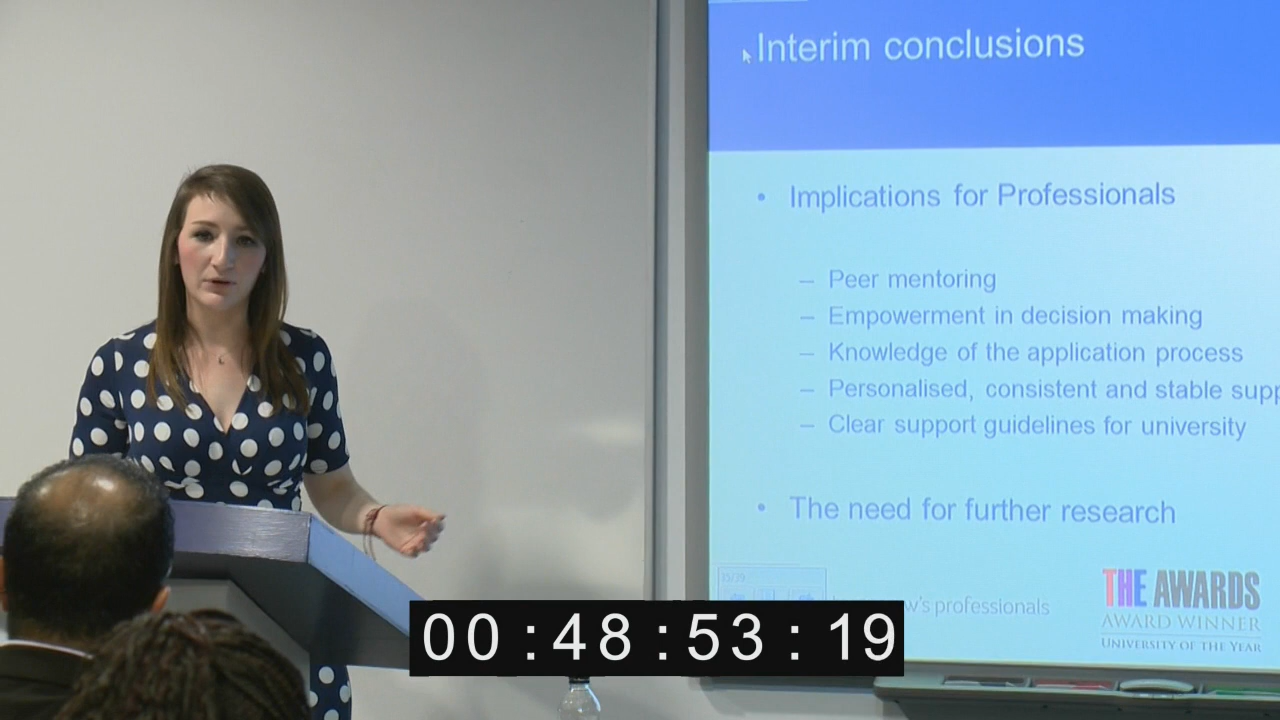 Interim conclusions
• Implications for Professionals
– Peer mentoring
– Empowerment in decision making
– Knowledge of the application process
– Personalised, consistent and stable supp
– Clear support guidelines for university
• The need for further research
w's professionals
THE AWARDS
AWARD WINNER
UNIVERSITY OF THE YEAR
00:48:53:19